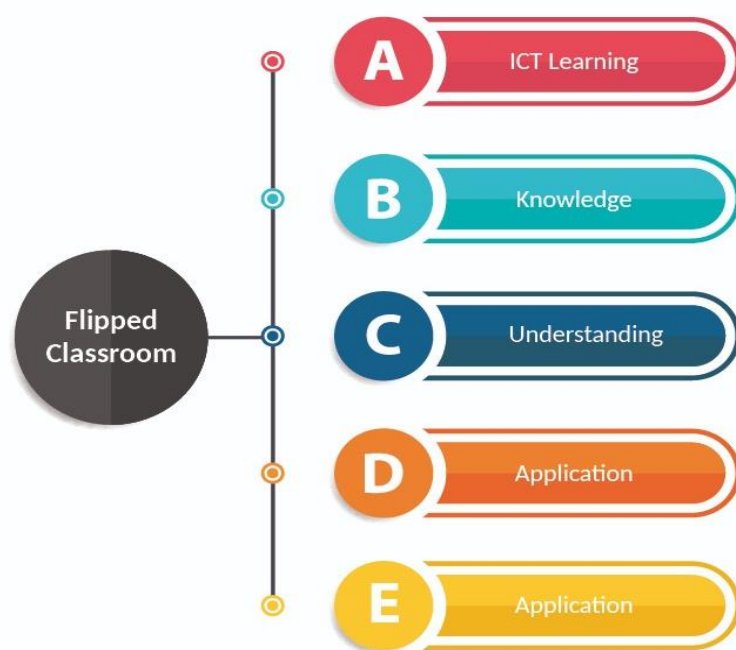 Flipped
Classroom
A ICT Learning
B Knowledge
C Understanding
D Application
E Application